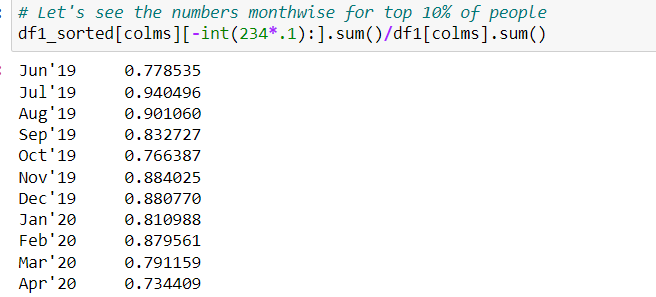 # Let's see the numbers monthwise for top 10% of people
df1_sorted[colms][-int(234*.1):].sum()/df1[colms].sum()
Jun'19 0.778535
Jul'19 0.940496
Aug'19 0.901060
Sep'19 0.832727
Oct'19 0.766387
Nov'19 0.884025
Dec'19 0.880770
Jan'20 0.810988
Feb'20 0.879561
Mar'20 0.791159
Apr'20 0.734409